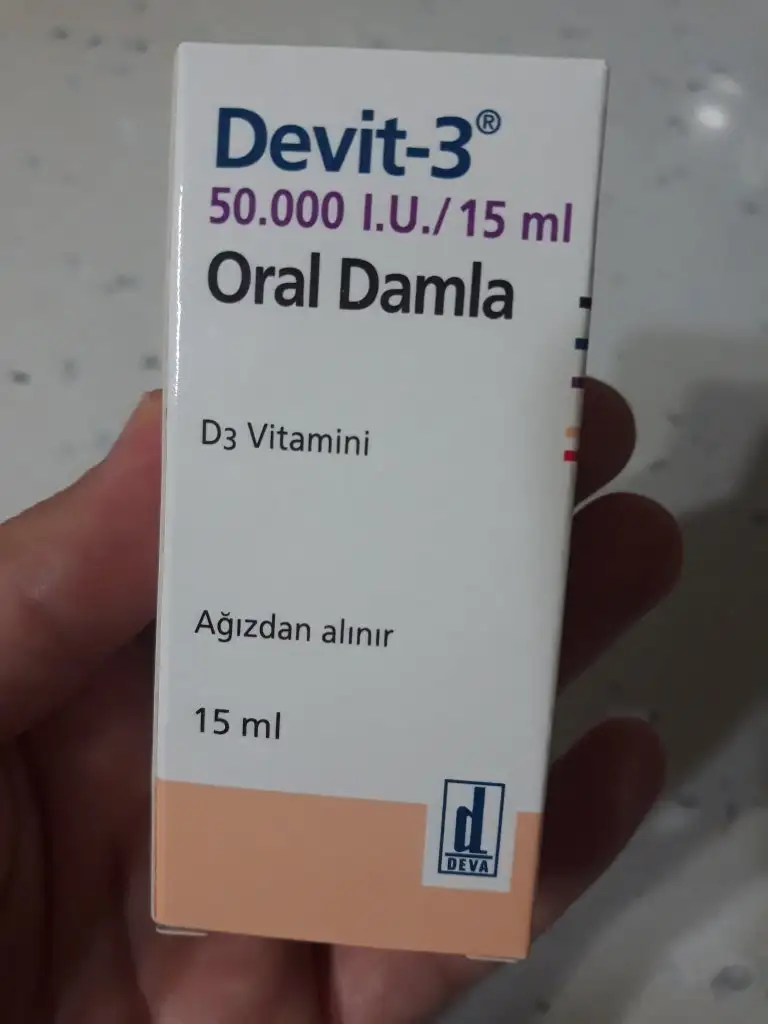 Devit-3®
50.000 I.U./15 ml
Oral Damla
D3 Vitamini
Ağızdan alınır
15 ml
d
DEVA